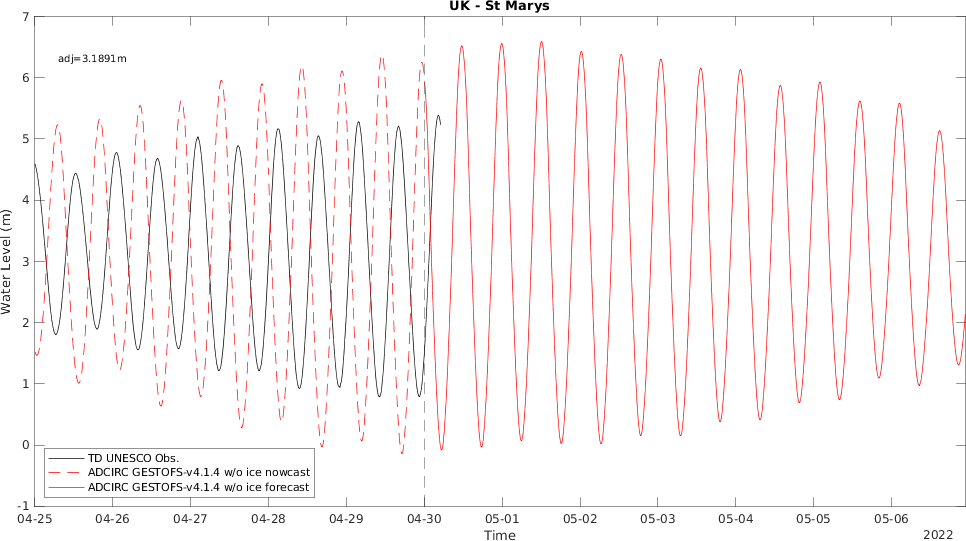 UK - St Marys
adj=3.1891m
Water Level (m)
7
6
5
4
3
2
1
0
-1
TD UNESCO Obs.
ADCIRC GESTOFS-v4.1.4 w/o ice nowcast
ADCIRC GESTOFS-v4.1.4 w/o ice forecast
04-25 04-26 04-27 04-28 04-29 04-30 05-01 05-02 05-03 05-04 05-05 05-06
Time
2022